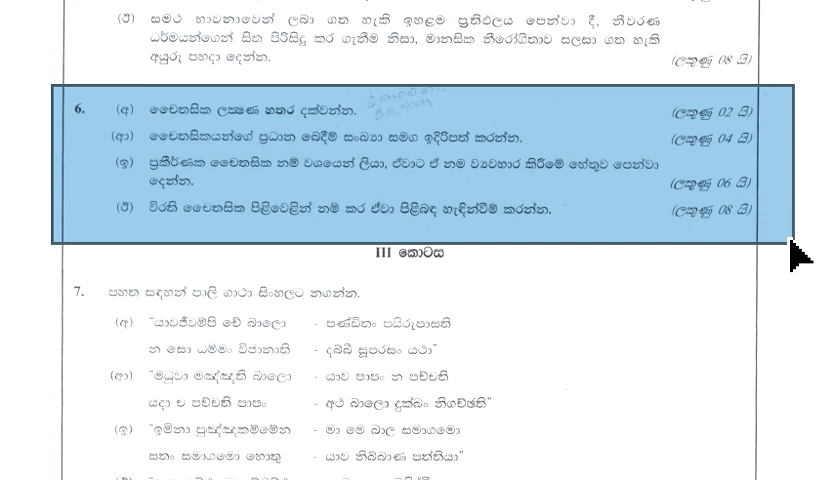 (ඊ) සමථ භාවනාවෙන් ලබා ගත හැකි ඉහළම ප්‍රතිඵලය පෙන්වා දී, නීවරණ
ධර්මයන්ගෙන් සිත පිරිසිදු කර ගැනීම නිසා, මානසික නීරෝගීතාව සලසා ගත හැකි
අයුරු පහදා දෙන්න. (ලකුණු 08 යි)
6. (අ) චෛතසික ලක්ෂණ හතර දක්වන්න. (ලකුණු 02 යි)
(ආ) චෛතසිකයන්ගේ ප්‍රධාන බෙදීම් සංඛ්‍යා සමග ඉදිරිපත් කරන්න. (ලකුණු 04 යි)
(ඉ) ප්‍රකීර්ණක චෛතසික නම් වශයෙන් ලියා, ඒවාට ඒ නම ව්‍යවහාර කිරීමේ හේතුව පෙන්වා
දෙන්න. (ලකුණු 06 යි)
(ඊ) විරති චෛතසික පිළිවෙළින් නම් කර ඒවා පිළිබඳ හැඳින්වීම් කරන්න. (ලකුණු 08 යි)
III කොටස
7. පහත සඳහන් පාලි ගාථා සිංහලට නගන්න.
(අ) "යාවජීවම්පි චේ බාලො - පණ්ඩිතං පයිරුපාසති
න සො ධම්මං විජානාති - දබ්බී සූපරසං යථා"
(ආ) "මධුවා මඤ්ඤති බාලො - යාව පාපං න පච්චති
යදා ච පච්චති පාපං - අථ බාලො දුක්ඛං නිගච්ඡති"
(ඉ) "ඉමිනා පුඤ්ඤකම්මේන - මා මෙ බාල සමාගමො
සතං සමාගමො හොතු - යාව නිබ්බාණ පත්තියා"